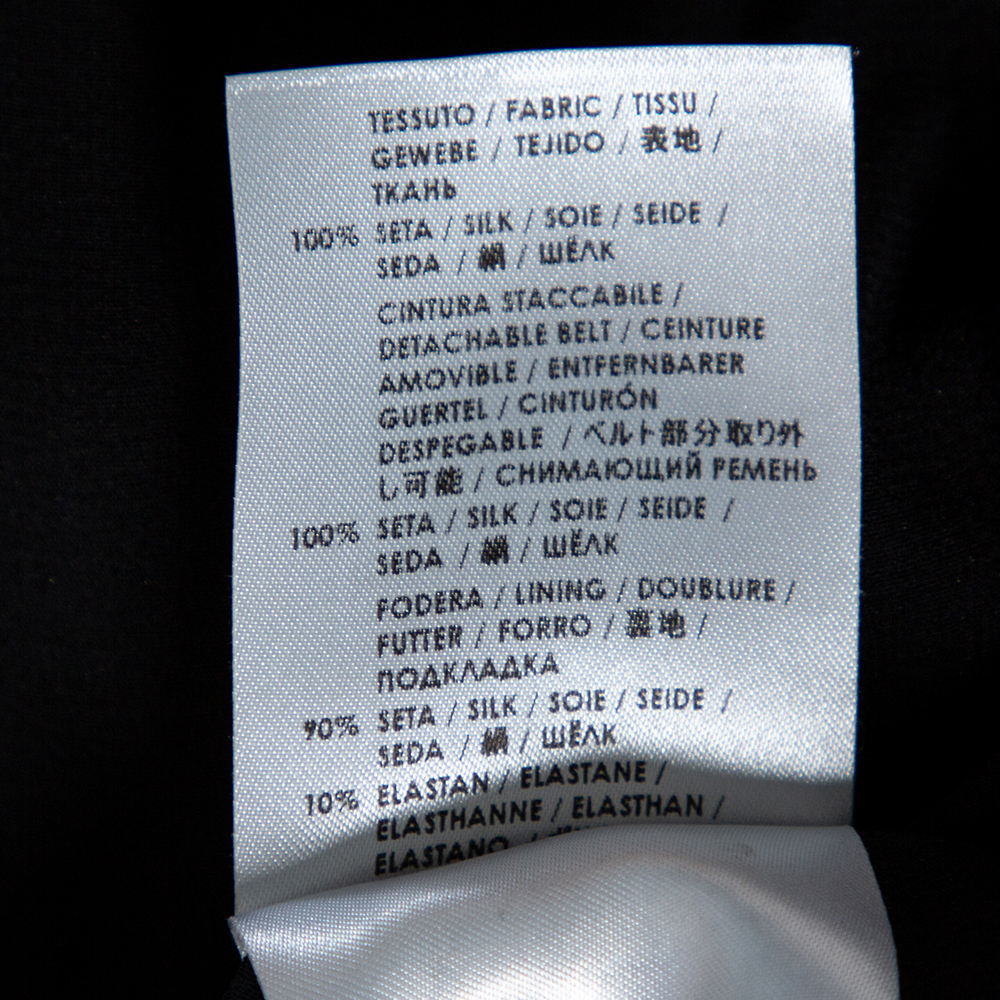 TESSUTO / FABRIC / TISSU /
GEWEBE / TEJIDO / 表地 /
ТКАНЬ
100% SETA / SILK / SOIE / SEIDE /
SEDA / 絹 / ШЁЛК
CINTURA STACCABILE /
DETACHABLE BELT / CEINTURE
AMOVIBLE / ENTFERNBARER
GUERTEL / CINTURÓN
DESPEGABLE / ベルト部分取り外
し可能 / СНИМАЮЩИЙ РЕМЕНЬ
100% SETA / SILK / SOIE / SEIDE /
SEDA / 絹 / ШЁЛК
FODERA / LINING / DOUBLURE /
FUTTER / FORRO / 裏地 /
ПОДКЛАДКА
90% SETA / SILK / SOIE / SEIDE /
SEDA / 絹 / ШЁЛК
10% ELASTAN / ELASTANE /
ELASTHANNE / ELASTHAN /
ELASTANO /